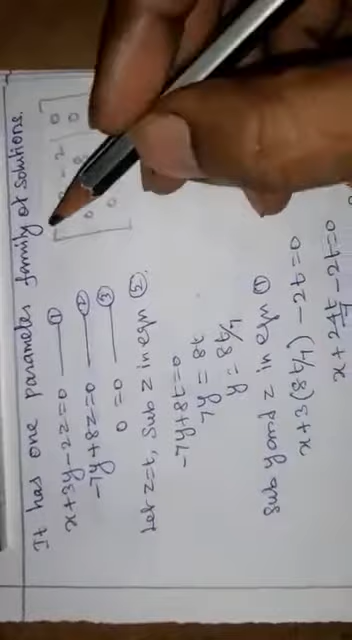 It has one parameter family of solutions.
x+3y-2z=0 —— ①
-7y+8z=0 —— ②
0=0 —— ③
Let z=t, Sub z in eqn ②.
-7y+8t=0
7y = 8t
y = 8t/7
Sub y and z in eqn ①
x+3(8t/7) -2t=0
x+ 24t/7 -2t=0